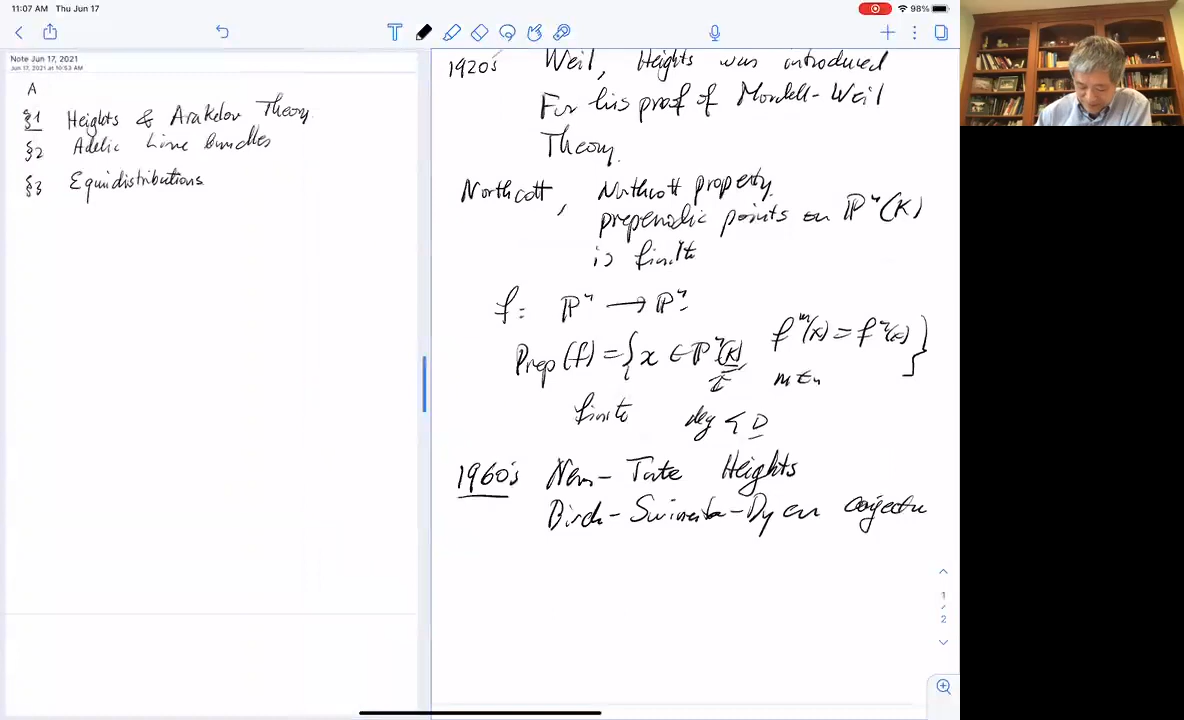 11:07 AM Thu Jun 17
98%
Note Jun 17, 2021
Jun 17, 2021 at 10:53 AM
A
§1 Heights & Arakelov Theory.
§2 Adelic Line bundles
§3 Equidistributions
1920's Weil, Heights was introduced
For his proof of Mordell-Weil
Theory.
Northcott, Northcott property.
preperiodic points on ℙⁿ(K)
is finite
f: ℙⁿ → ℙⁿ
Prep(f) = { x ∈ ℙⁿ(K) fᵐ(x) = fⁿ(x) }
finite deg < D
1960's Neron-Tate Heights
Birch-Swinnerton-Dyer conjecture
1
/
2